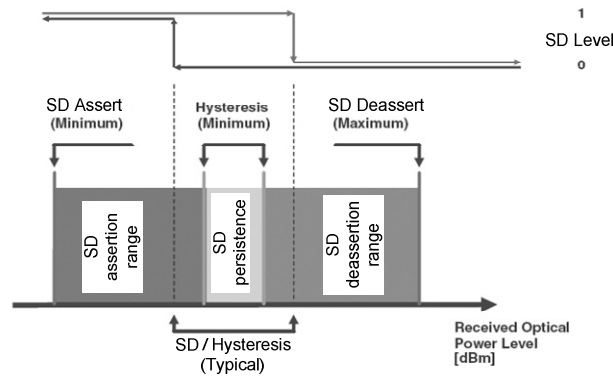 1
SD Level
0
SD Assert
(Minimum)
Hysteresis
(Minimum)
SD Deassert
(Maximum)
SD
assertion
range
SD
persistence
SD
deassertion
range
SD / Hysteresis
(Typical)
Received Optical
Power Level
[dBm]